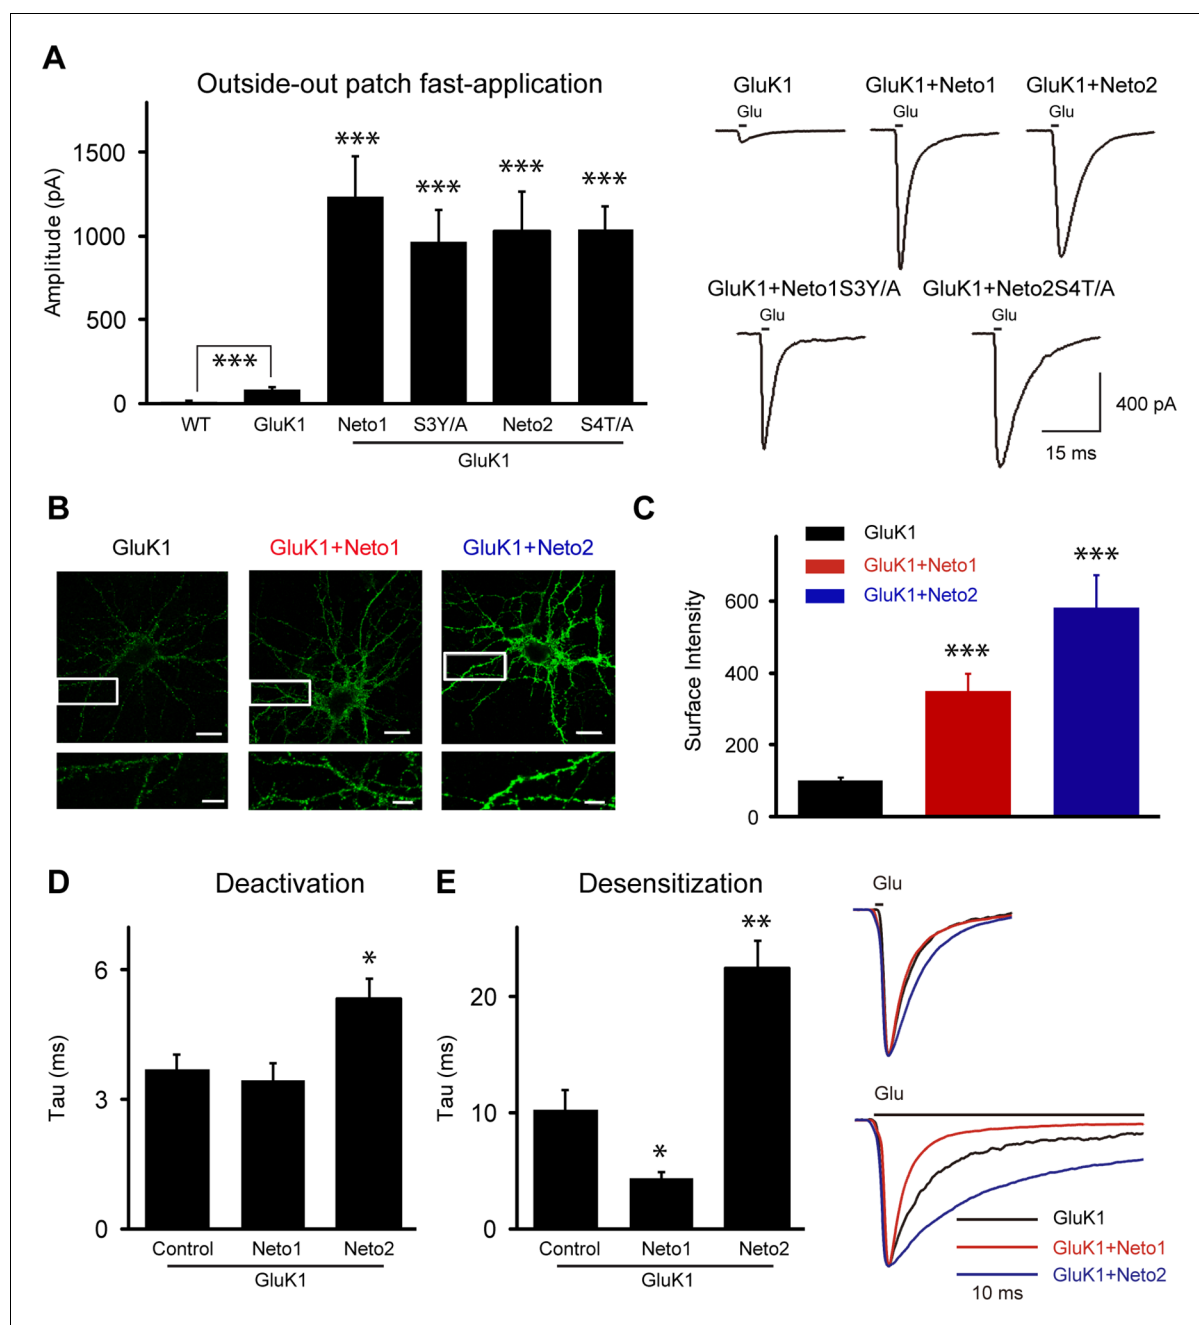 A
Outside-out patch fast-application
Amplitude (pA)
1500
1000
500
0
***
***
***
***
***
WT
GluK1
Neto1
S3Y/A
Neto2
S4T/A
GluK1
GluK1
GluK1+Neto1
GluK1+Neto2
Glu
Glu
Glu
GluK1+Neto1S3Y/A
GluK1+Neto2S4T/A
Glu
Glu
400 pA
15 ms
B
GluK1
GluK1+Neto1
GluK1+Neto2
C
GluK1
GluK1+Neto1
GluK1+Neto2
Surface Intensity
600
400
200
0
***
***
D
Deactivation
Tau (ms)
6
3
0
*
Control
Neto1
Neto2
GluK1
E
Desensitization
Tau (ms)
20
10
0
*
**
Control
Neto1
Neto2
GluK1
Glu
Glu
GluK1
GluK1+Neto1
GluK1+Neto2
10 ms